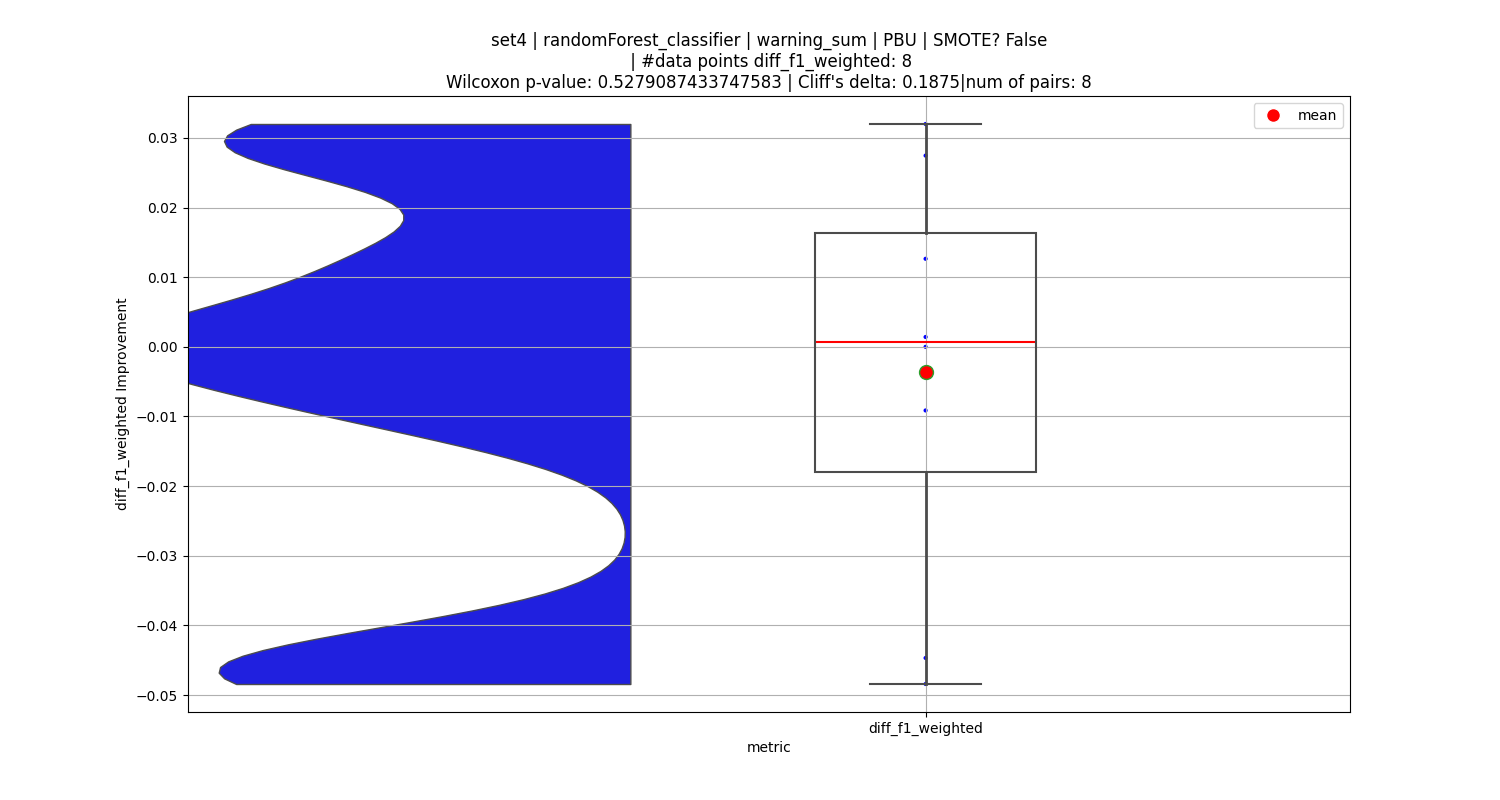 set4 | randomForest_classifier | warning_sum | PBU | SMOTE? False
| #data points diff_f1_weighted: 8
Wilcoxon p-value: 0.5279087433747583 | Cliff's delta: 0.1875|num of pairs: 8
mean
0.03
0.02
0.01
0.00
−0.01
−0.02
−0.03
−0.04
−0.05
diff_f1_weighted Improvement
diff_f1_weighted
metric